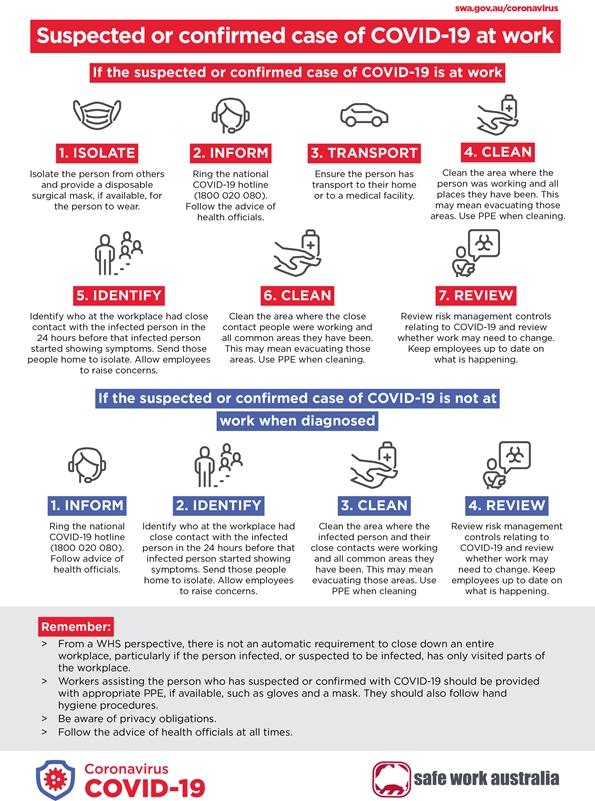 swa.gov.au/coronavirus
Suspected or confirmed case of COVID-19 at work
If the suspected or confirmed case of COVID-19 is at work
1. ISOLATE
Isolate the person from others
and provide a disposable
surgical mask, if available, for
the person to wear.
2. INFORM
Ring the national
COVID-19 hotline
(1800 020 080).
Follow the advice of
health officials.
3. TRANSPORT
Ensure the person has
transport to their home
or to a medical facility.
4. CLEAN
Clean the area where the
person was working and all
places they have been. This
may mean evacuating those
areas. Use PPE when cleaning.
5. IDENTIFY
Identify who at the workplace had close
contact with the infected person in the
24 hours before that infected person
started showing symptoms. Send those
people home to isolate. Allow employees
to raise concerns.
6. CLEAN
Clean the area where the close
contact people were working and
all common areas they have been.
This may mean evacuating those
areas. Use PPE when cleaning.
7. REVIEW
Review risk management controls
relating to COVID-19 and review
whether work may need to change.
Keep employees up to date on
what is happening.
If the suspected or confirmed case of COVID-19 is not at
work when diagnosed
1. INFORM
Ring the national
COVID-19 hotline
(1800 020 080).
Follow advice of
health officials.
2. IDENTIFY
Identify who at the workplace had
close contact with the infected
person in the 24 hours before that
infected person started showing
symptoms. Send those people
home to isolate. Allow employees
to raise concerns.
3. CLEAN
Clean the area where the
infected person and their
close contacts were working
and all common areas they
have been. This may mean
evacuating those areas. Use
PPE when cleaning
4. REVIEW
Review risk management
controls relating to
COVID-19 and review
whether work may
need to change. Keep
employees up to date on
what is happening.
Remember:
> From a WHS perspective, there is not an automatic requirement to close down an entire
workplace, particularly if the person infected, or suspected to be infected, has only visited parts of
the workplace.
> Workers assisting the person who has suspected or confirmed with COVID-19 should be provided
with appropriate PPE, if available, such as gloves and a mask. They should also follow hand
hygiene procedures.
> Be aware of privacy obligations.
> Follow the advice of health officials at all times.
Coronavirus
COVID-19
safe work australia